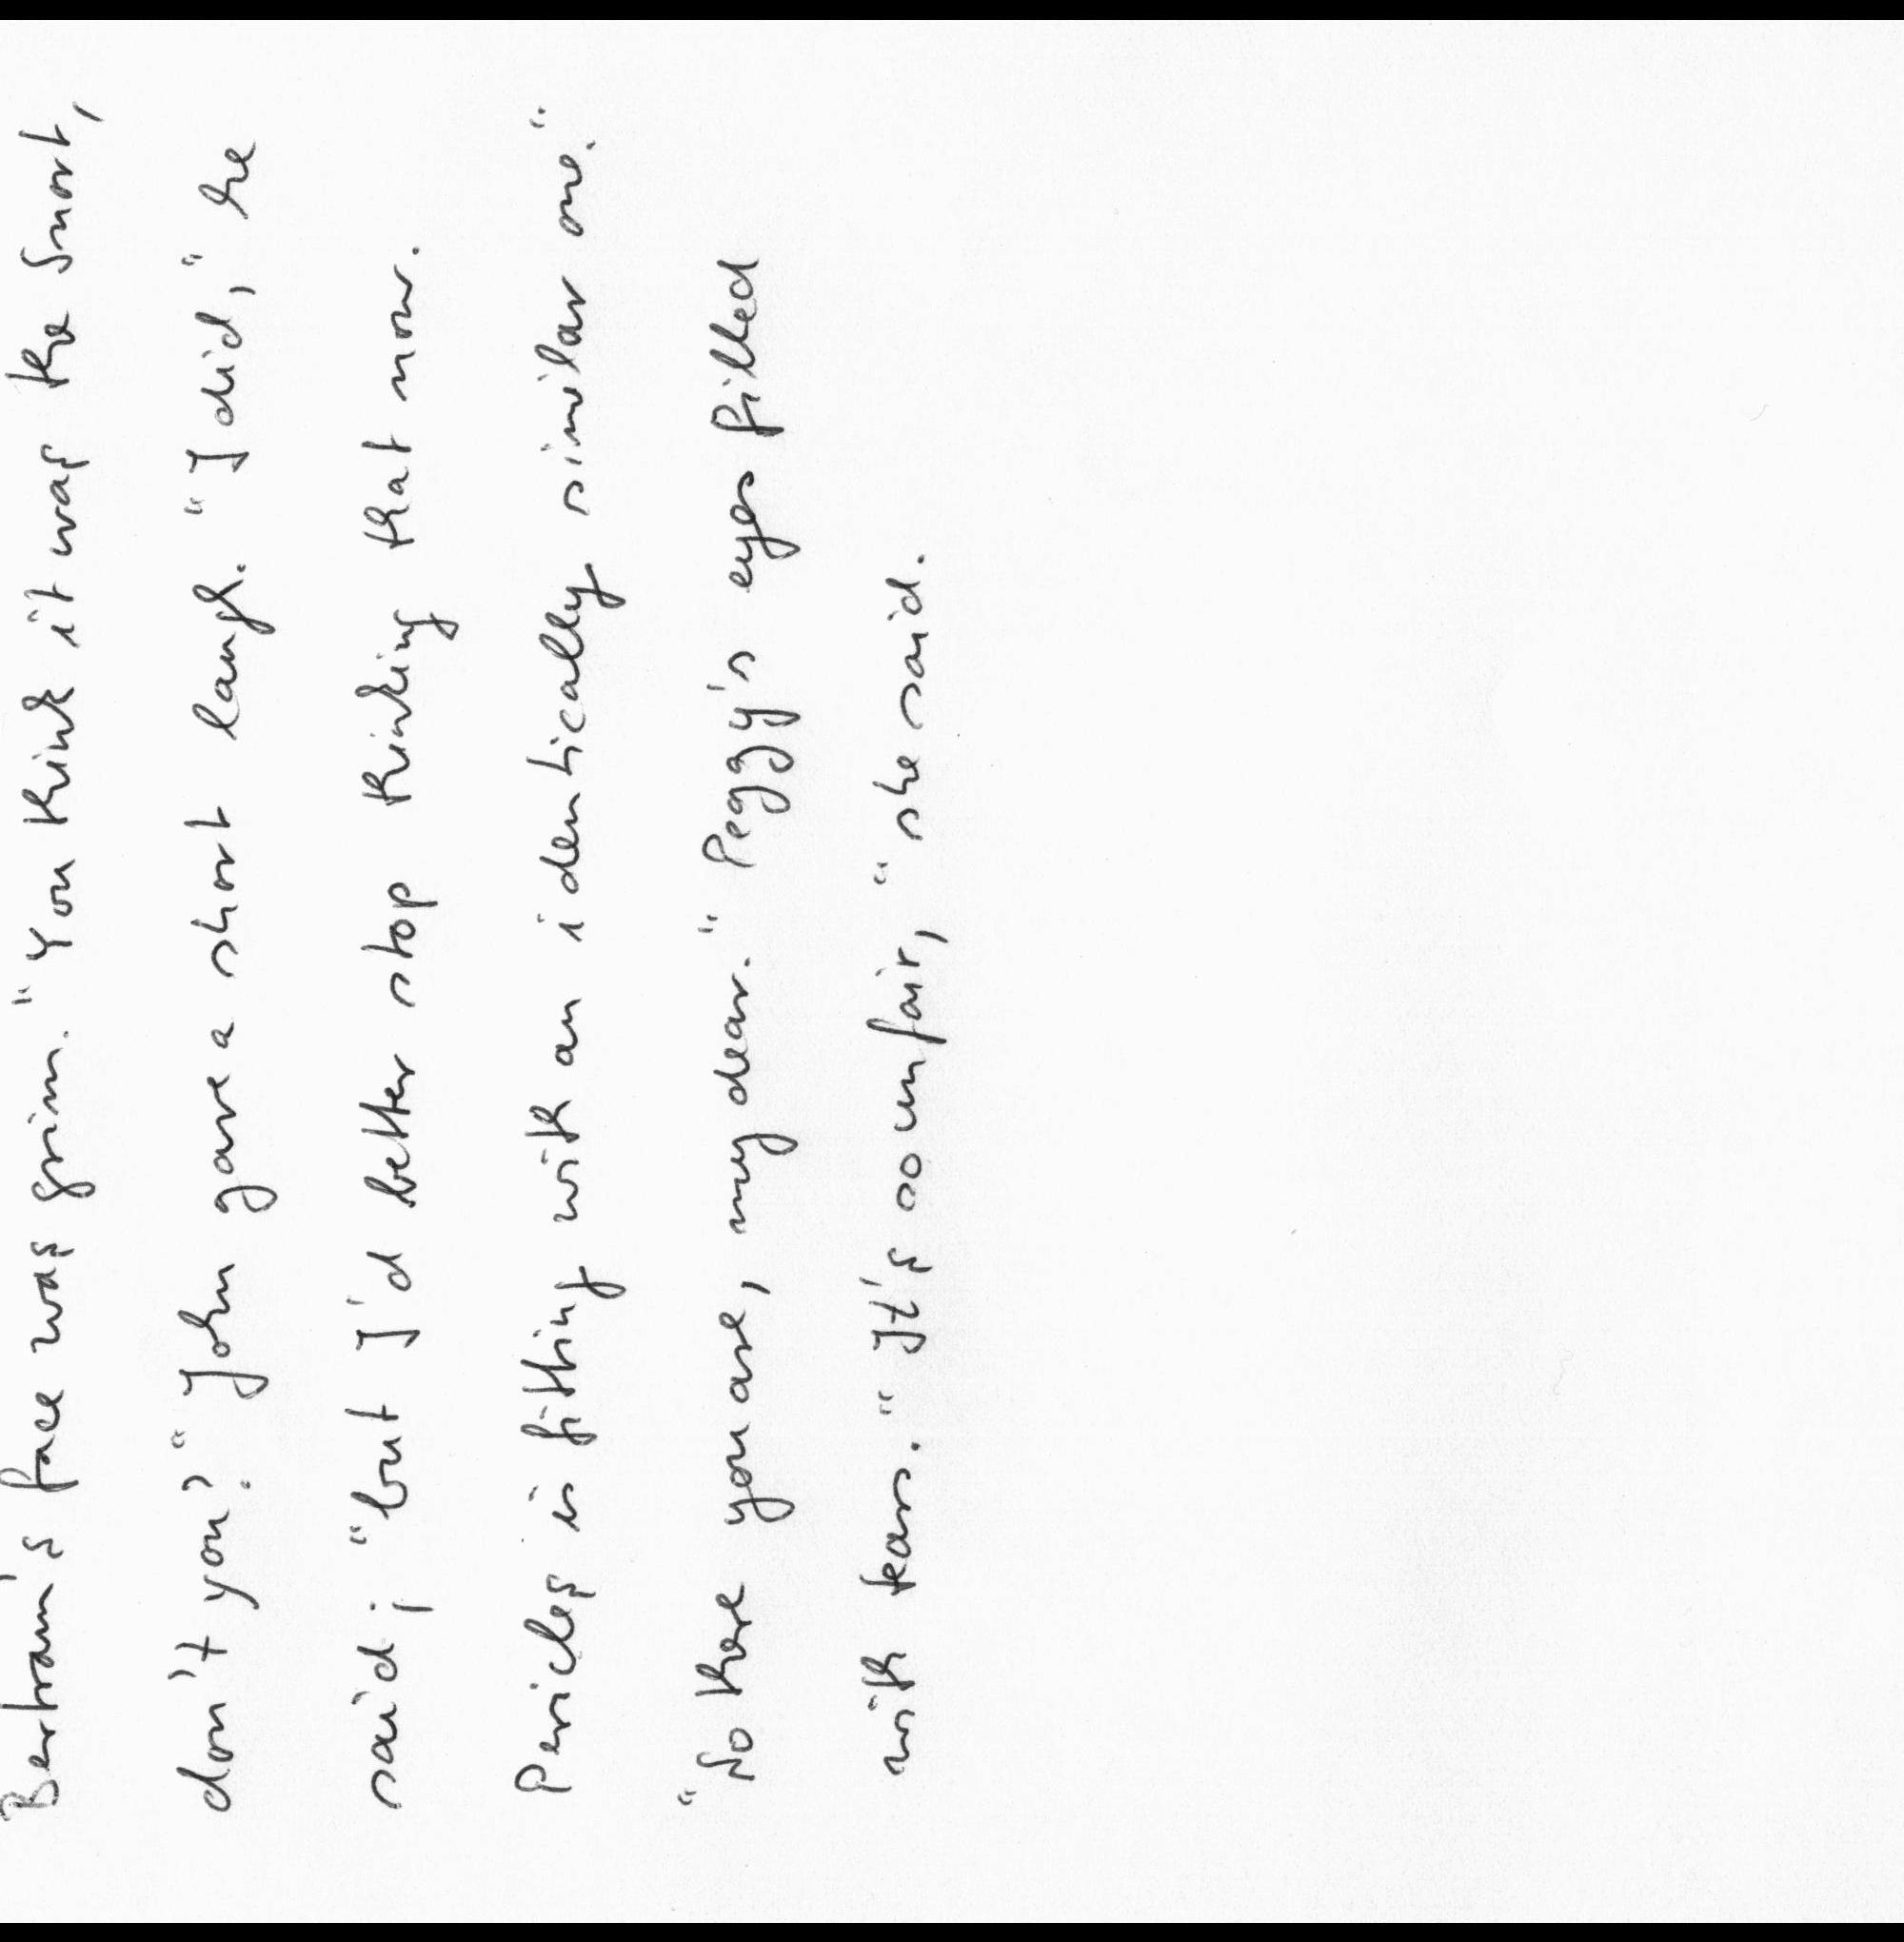 Bertram's face was grim. "You think it was the Snort,
don't you?" John gave a short laugh. "I did," he
said; "but I'd better stop thinking that now.
Pericles is fitting with an identically similar one."
"So there you are, my dear." Peggy's eyes filled
with tears. "It's so unfair," she said.